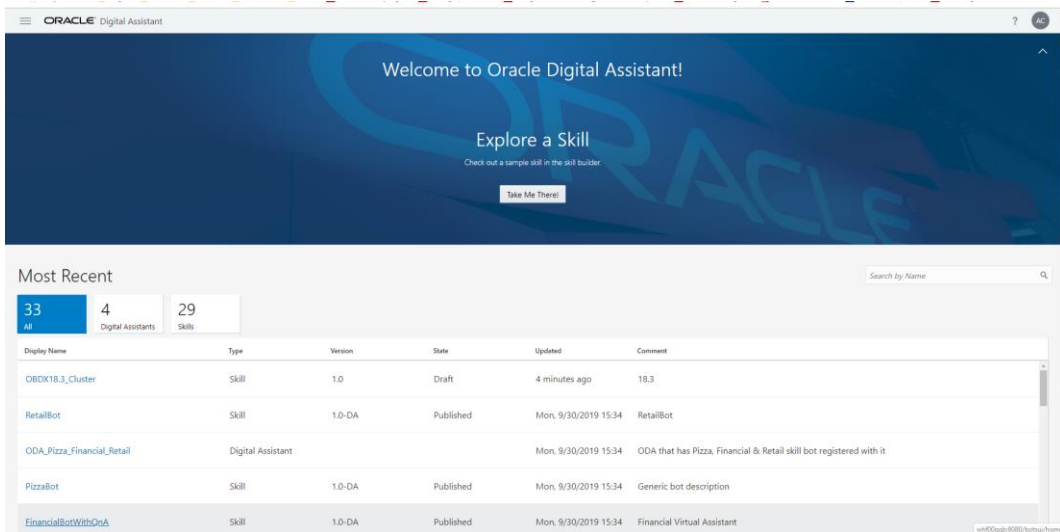 ORACLE Digital Assistant ? AC
Welcome to Oracle Digital Assistant!
Explore a Skill
Check out a sample skill in the skill builder.
Take Me There!
ORACLE
Most Recent
Search by Name
33 4 29
All Digital Assistants Skills
Display Name Type Version State Updated Comment
OBDX18.3_Cluster Skill 1.0 Draft 4 minutes ago 18.3
RetailBot Skill 1.0-DA Published Mon, 9/30/2019 15:34 RetailBot
ODA_Pizza_Financial_Retail Digital Assistant Mon, 9/30/2019 15:34 ODA that has Pizza, Financial & Retail skill bot registered with it
PizzaBot Skill 1.0-DA Published Mon, 9/30/2019 15:34 Generic bot description
FinancialBotWithQnA Skill 1.0-DA Published Mon, 9/30/2019 15:34 Financial Virtual Assistant